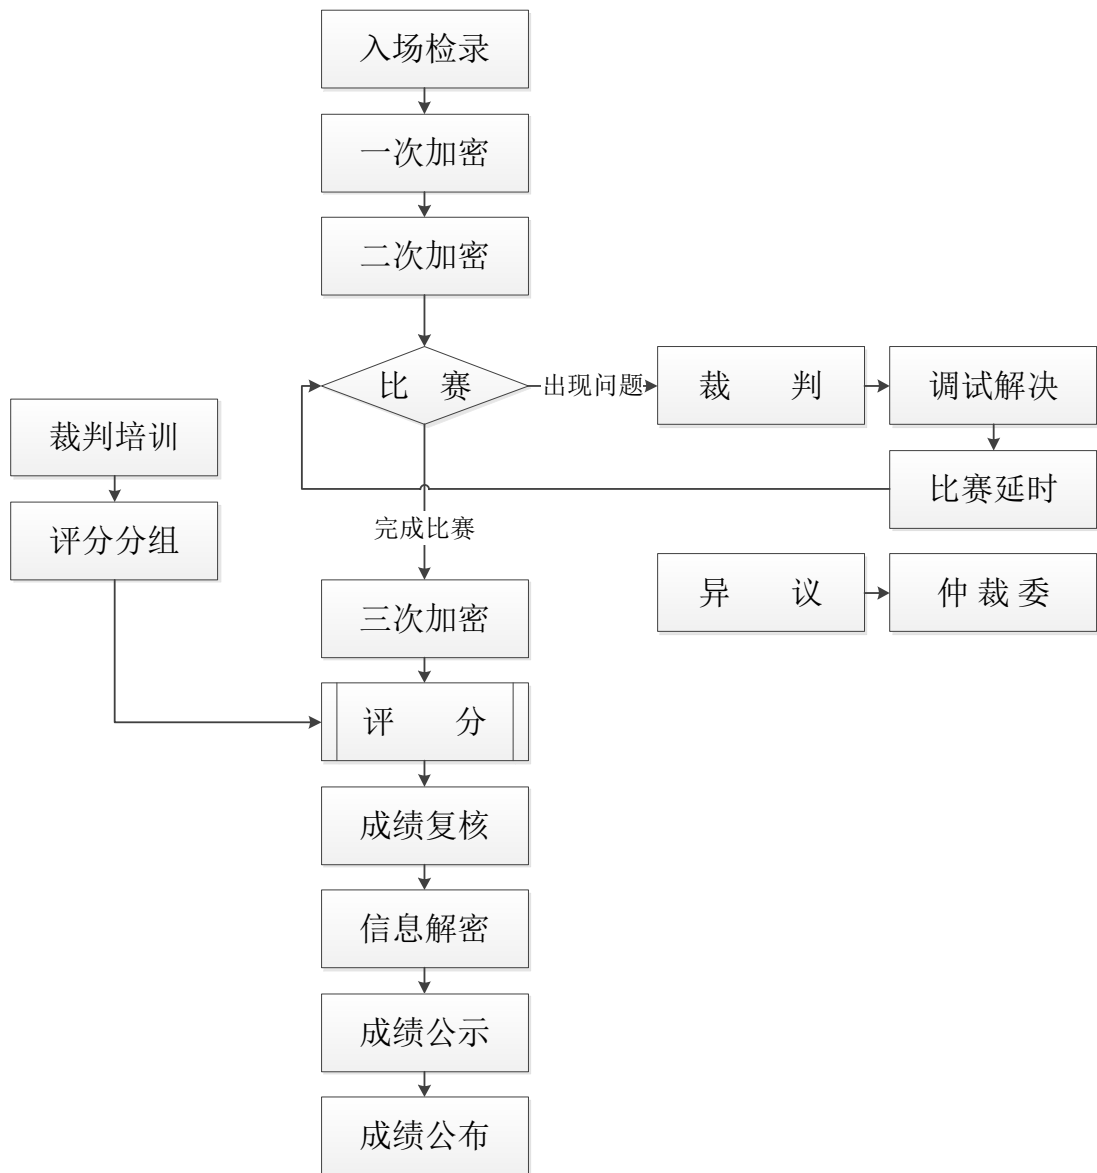 入场检录
一次加密
二次加密
比 赛
出现问题
裁 判
调试解决
裁判培训
比赛延时
评分分组
完成比赛
异 议
仲 裁 委
三次加密
评 分
成绩复核
信息解密
成绩公示
成绩公布